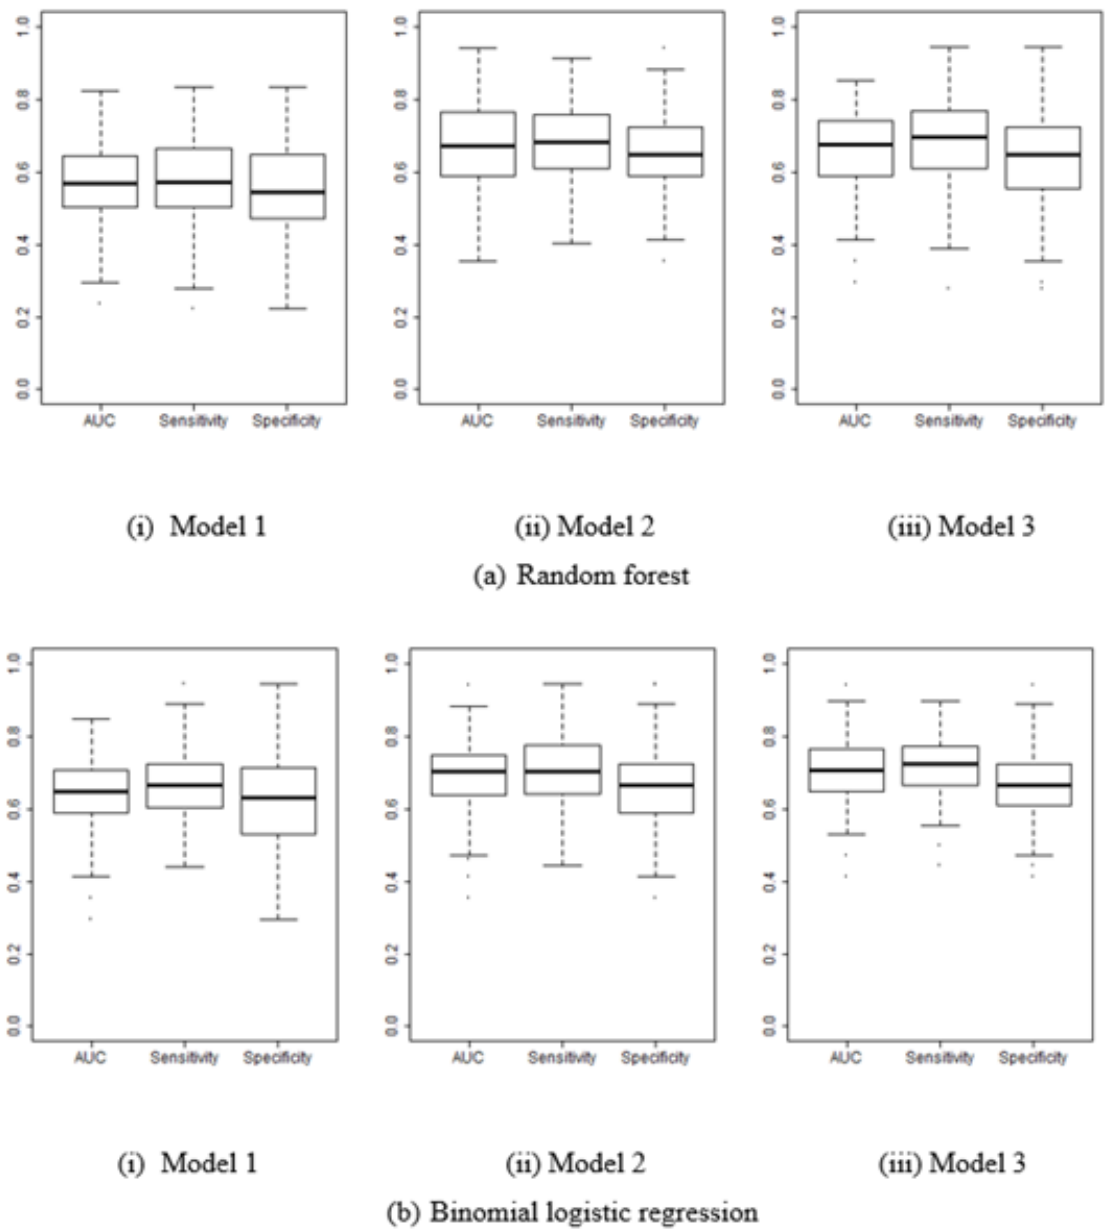 1.0 1.0 1.0
0.8 0.8 0.8
0.6 0.6 0.6
0.4 0.4 0.4
0.2 0.2 0.2
0.0 0.0 0.0
AUC Sensitivity Specificity AUC Sensitivity Specificity AUC Sensitivity Specificity
(i) Model 1 (ii) Model 2 (iii) Model 3
(a) Random forest
1.0 1.0 1.0
0.8 0.8 0.8
0.6 0.6 0.6
0.4 0.4 0.4
0.2 0.2 0.2
0.0 0.0 0.0
AUC Sensitivity Specificity AUC Sensitivity Specificity AUC Sensitivity Specificity
(i) Model 1 (ii) Model 2 (iii) Model 3
(b) Binomial logistic regression